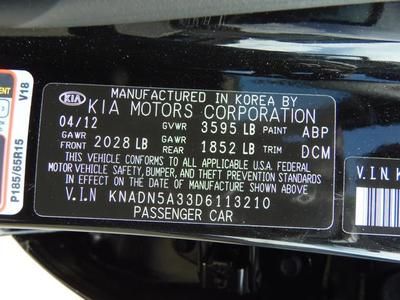 MANUFACTURED IN KOREA BY
KIA
KIA MOTORS CORPORATION
04/12 GVWR 3595 LB PAINT ABP
GAWR FRONT 2028 LB GAWR REAR 1852 LB TRIM DCM
THIS VEHICLE CONFORMS TO ALL APPLICABLE U.S.A. FEDERAL
MOTOR VEHICLE SAFETY, BUMPER, AND THEFT PREVENTION STANDARDS
IN EFFECT ON THE DATE OF MANUFACTURE SHOWN ABOVE.
V.I.N KNADN5A33D6113210
PASSENGER CAR
P185/65R15
V18
V.I.N K